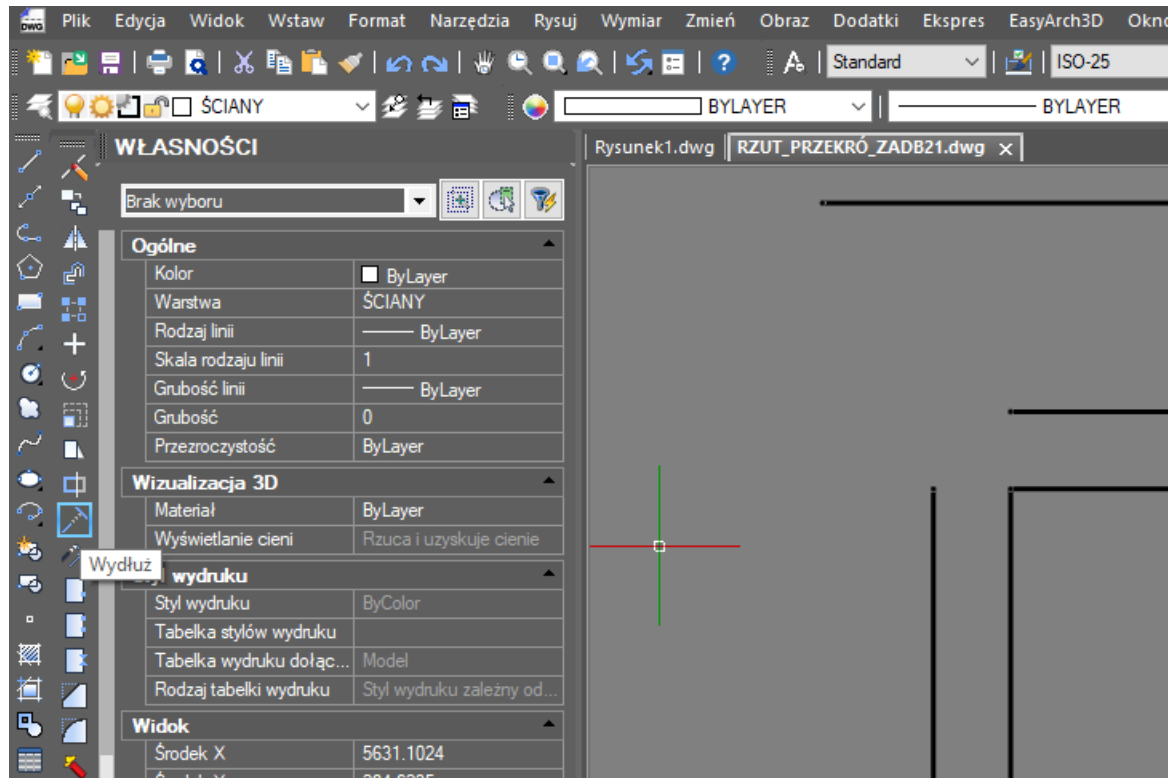 DWG Plik Edycja Widok Wstaw Format Narzędzia Rysuj Wymiar Zmień Obraz Dodatki Ekspres EasyArch3D Okno
Standard ISO-25
ŚCIANY BYLAYER BYLAYER
WŁASNOŚCI
Rysunek1.dwg RZUT_PRZEKRÓ_ZADB21.dwg
Brak wyboru
Ogólne
Kolor ByLayer
Warstwa ŚCIANY
Rodzaj linii ByLayer
Skala rodzaju linii 1
Grubość linii ByLayer
Grubość 0
Przezroczystość ByLayer
Wizualizacja 3D
Materiał ByLayer
Wyświetlanie cieni Rzuca i uzyskuje cienie
Wydłuż
wydruku
Styl wydruku ByColor
Tabelka stylów wydruku
Tabelka wydruku dołąc... Model
Rodzaj tabelki wydruku Styl wydruku zależny od...
Widok
Środek X 5631.1024